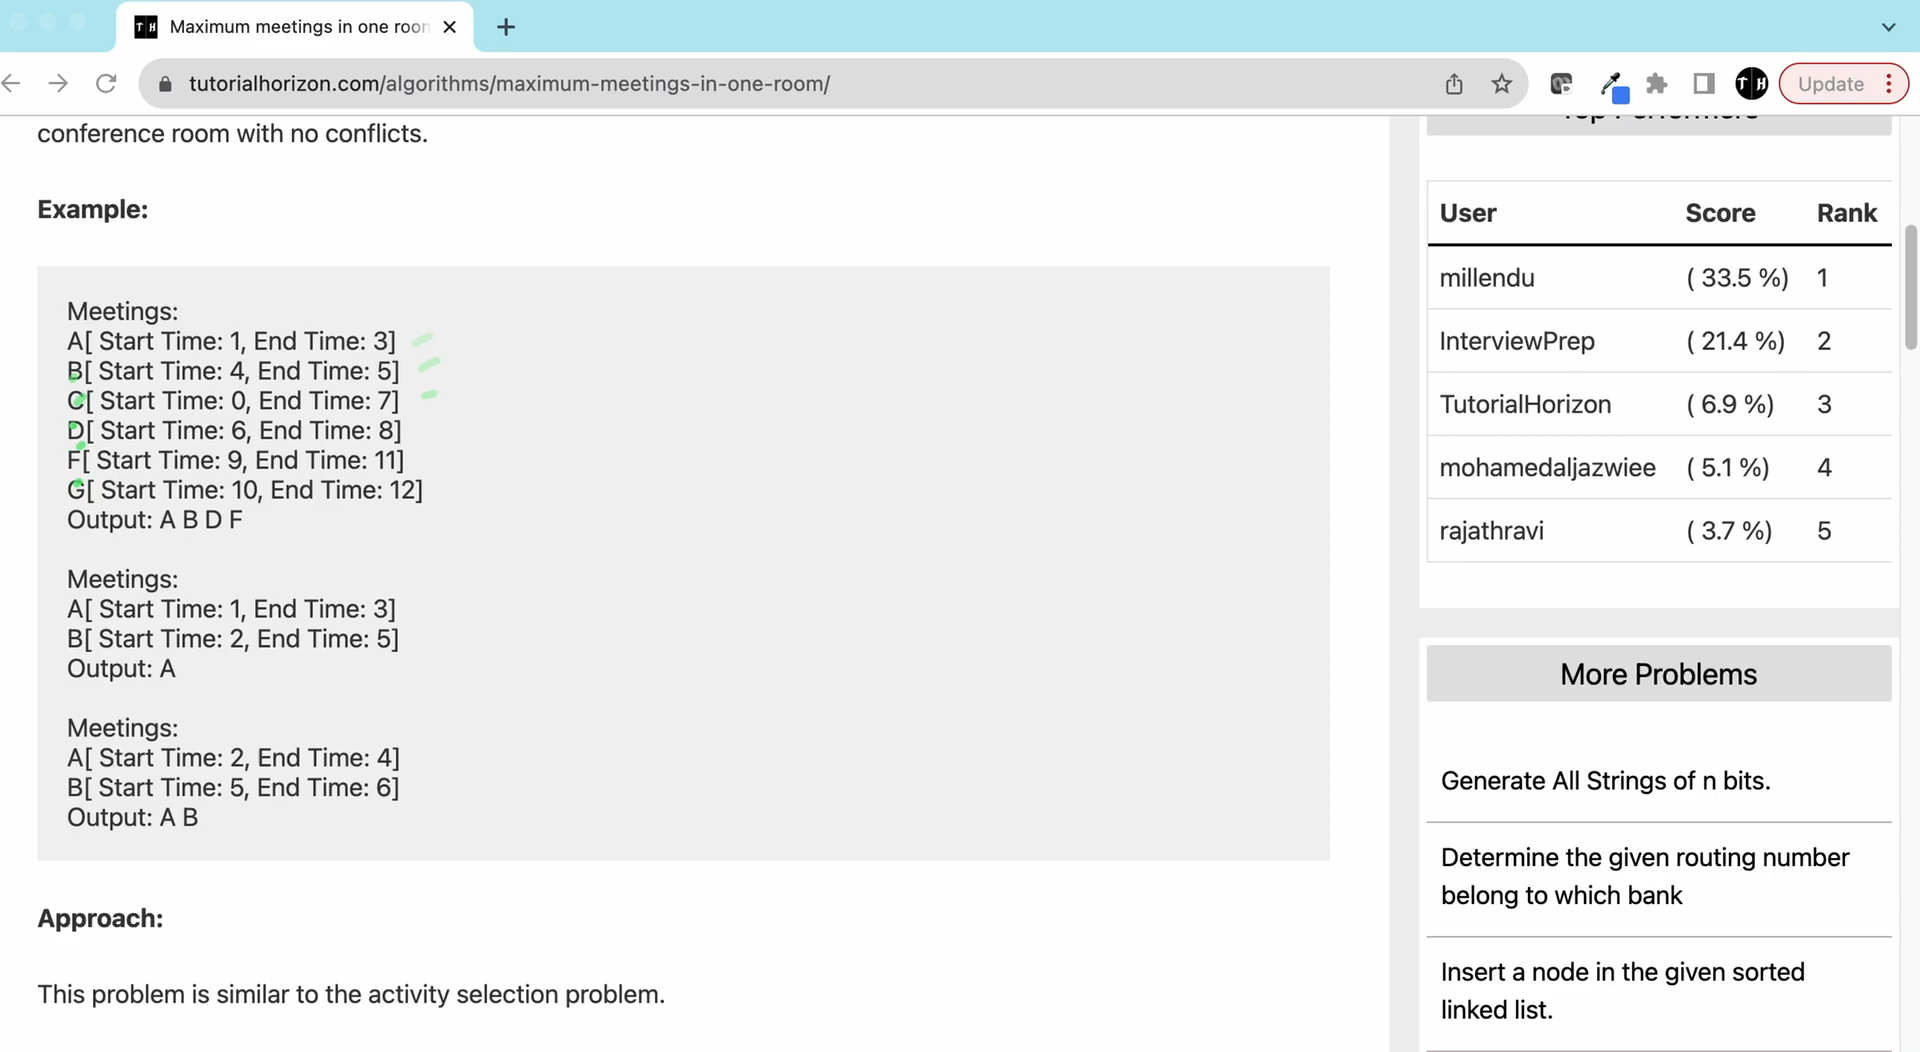 Maximum meetings in one roon
tutorialhorizon.com/algorithms/maximum-meetings-in-one-room/
Update
conference room with no conflicts.
Example:
Meetings:
A[ Start Time: 1, End Time: 3]
B[ Start Time: 4, End Time: 5]
C[ Start Time: 0, End Time: 7]
D[ Start Time: 6, End Time: 8]
F[ Start Time: 9, End Time: 11]
G[ Start Time: 10, End Time: 12]
Output: A B D F
Meetings:
A[ Start Time: 1, End Time: 3]
B[ Start Time: 2, End Time: 5]
Output: A
Meetings:
A[ Start Time: 2, End Time: 4]
B[ Start Time: 5, End Time: 6]
Output: A B
Approach:
This problem is similar to the activity selection problem.
Top Performers
User Score Rank
millendu ( 33.5 %) 1
InterviewPrep ( 21.4 %) 2
TutorialHorizon ( 6.9 %) 3
mohamedaljazwiee ( 5.1 %) 4
rajathravi ( 3.7 %) 5
More Problems
Generate All Strings of n bits.
Determine the given routing number
belong to which bank
Insert a node in the given sorted
linked list.